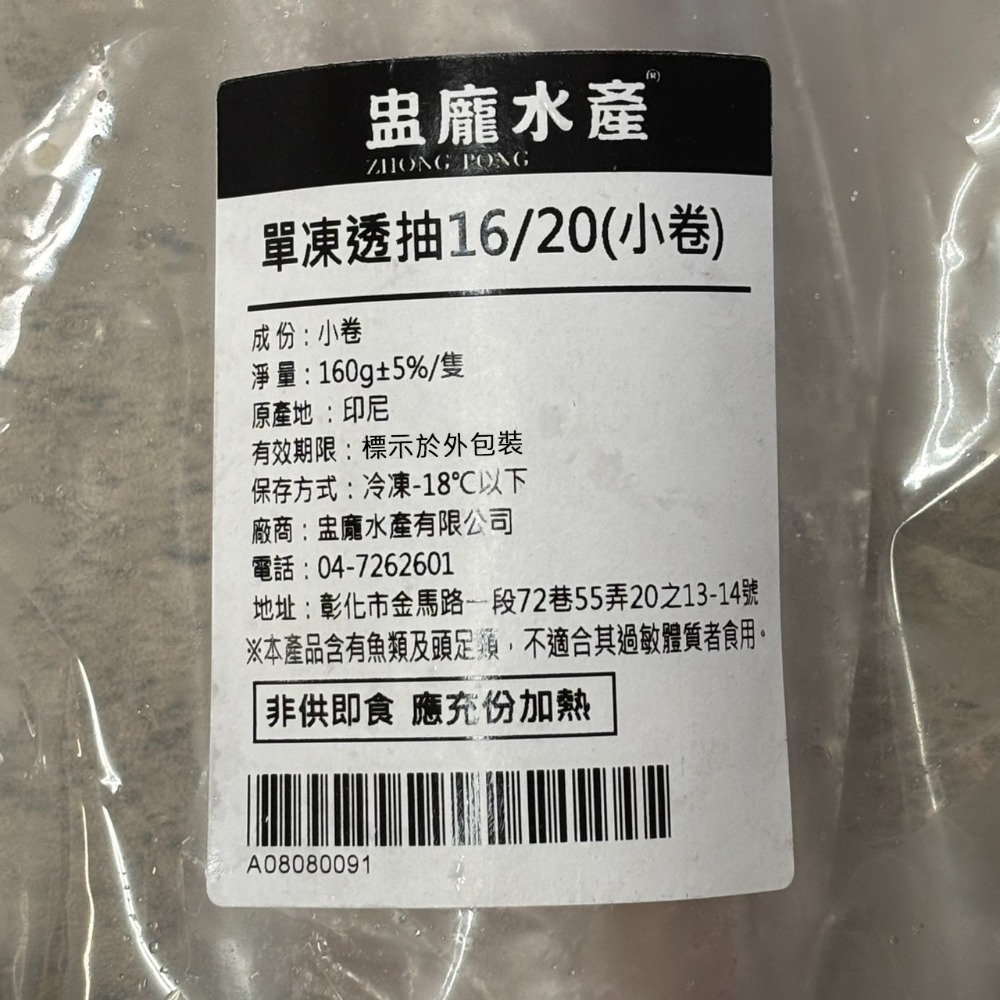 盅龐水產®
ZHONG PONG
單凍透抽16/20(小卷)
成份：小卷
淨量：160g±5%/隻
原產地：印尼
有效期限：標示於外包裝
保存方式：冷凍-18℃以下
廠商：盅龐水產有限公司
電話：04-7262601
地址：彰化市金馬路一段72巷55弄20之13-14號
※本產品含有魚類及頭足類，不適合其過敏體質者食用。
非供即食 應充份加熱
A08080091